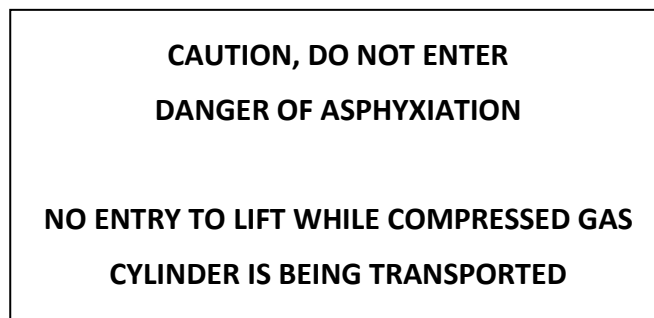 CAUTION, DO NOT ENTER
DANGER OF ASPHYXIATION
NO ENTRY TO LIFT WHILE COMPRESSED GAS
CYLINDER IS BEING TRANSPORTED